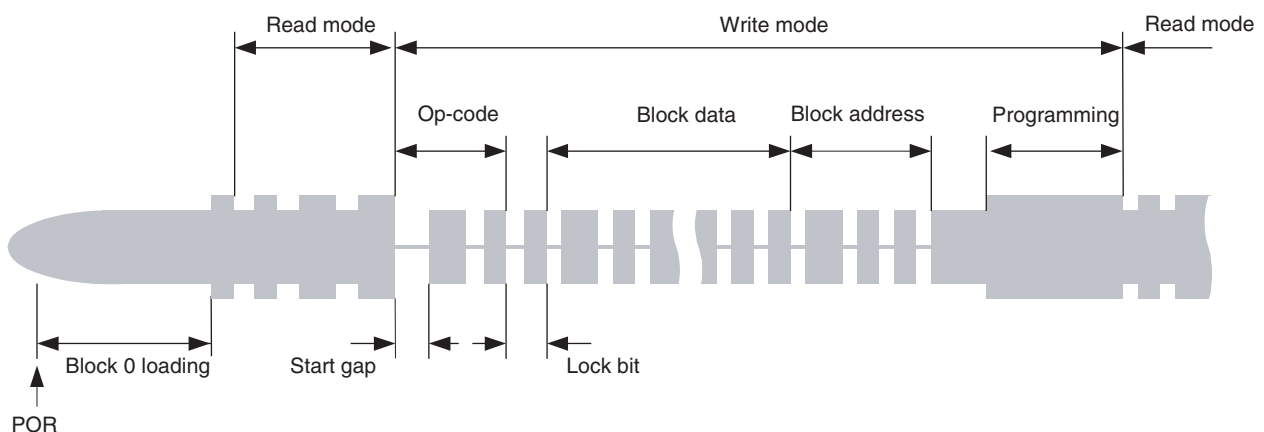 Read mode
Write mode
Read mode
Op-code
Block data
Block address
Programming
Block 0 loading
Start gap
Lock bit
POR